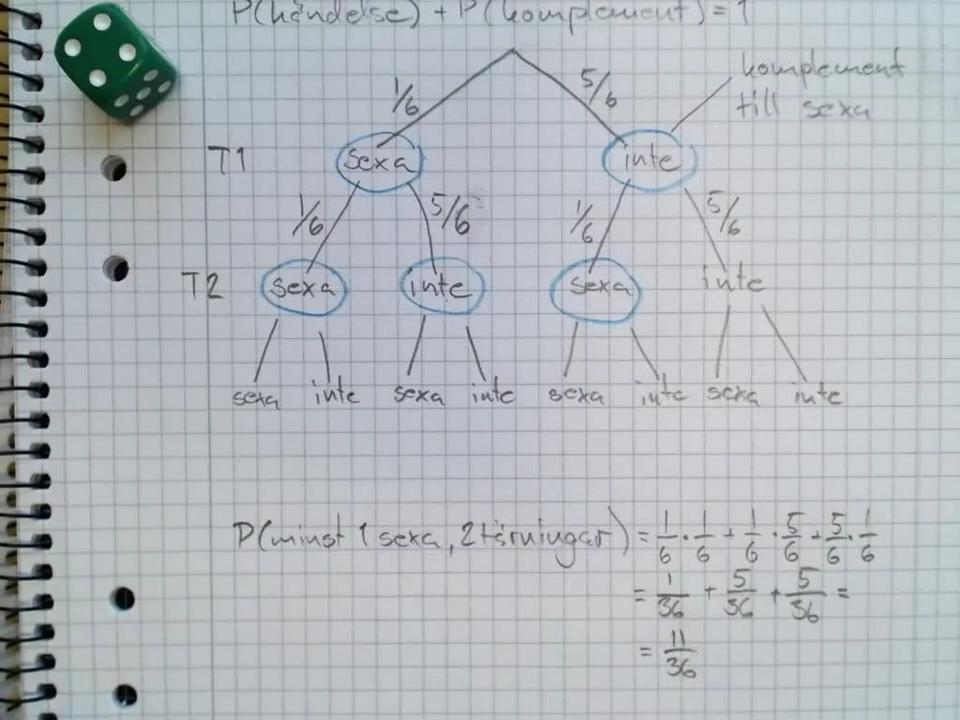 P(händelse) + P(komplement) = 1
1/6 5/6 komplement
till sexa
T1 sexa inte
1/6 5/6 1/6 5/6
T2 sexa inte sexa inte
sexa inte sexa inte sexa inte sexa inte
P(minst 1 sexa, 2 tärningar) = 1/6 · 1/6 + 1/6 · 5/6 + 5/6 · 1/6
= 1/36 + 5/36 + 5/36 =
= 11/36